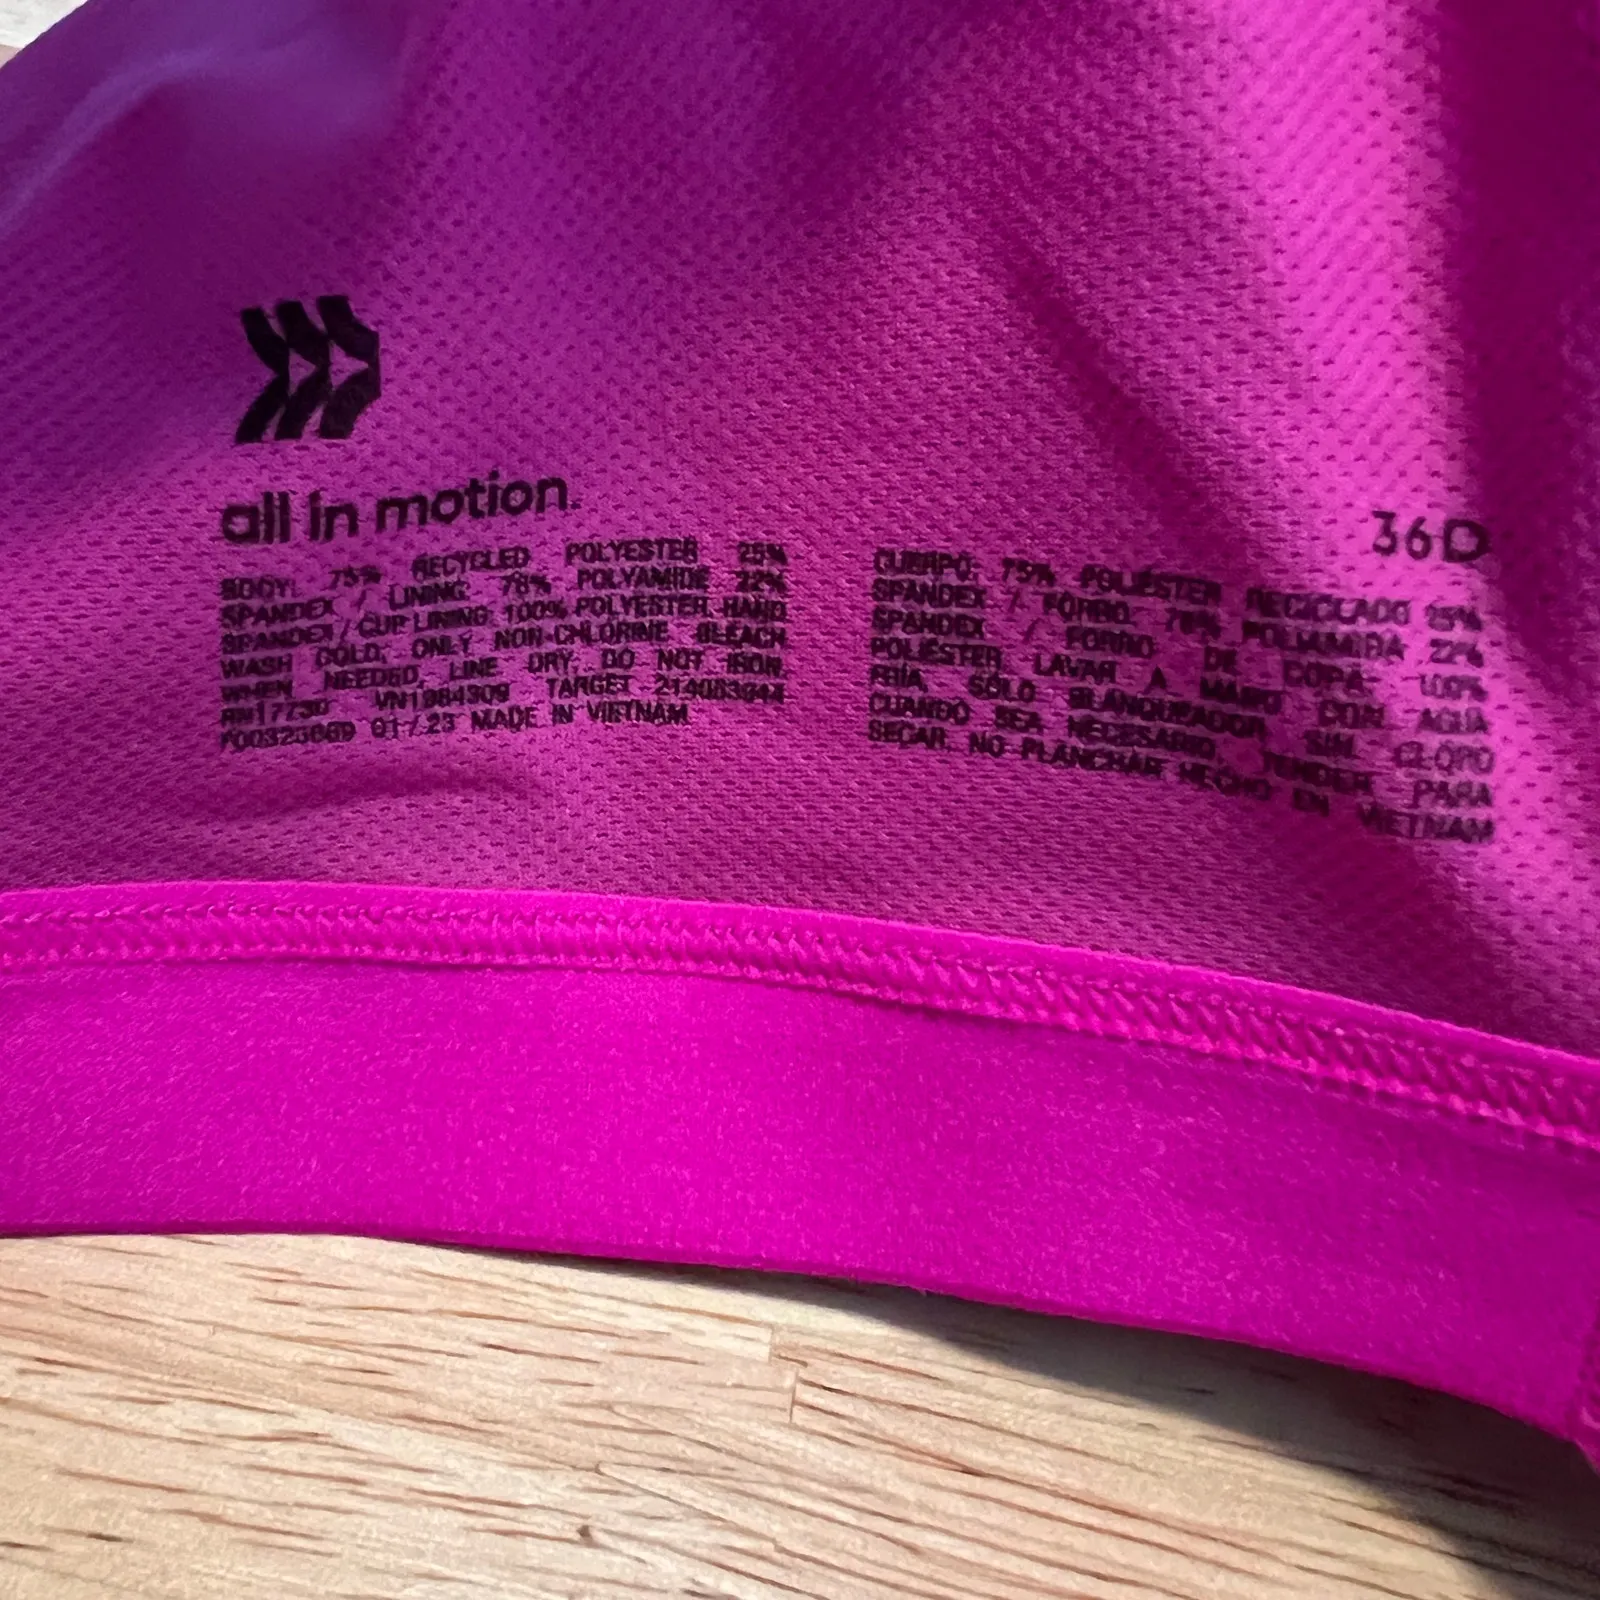 all in motion.
BODY: 75% RECYCLED POLYESTER 25%
SPANDEX / LINING: 78% POLYAMIDE 22%
SPANDEX / CUP LINING: 100% POLYESTER. HAND
WASH COLD, ONLY NON-CHLORINE BLEACH
WHEN NEEDED, LINE DRY, DO NOT IRON.
RN17730 VN1984309 TARGET
01/23 MADE IN VIETNAM
36D
CUERPO: 75% POLIÉSTER RECICLADO 25%
SPANDEX / FORRO: 78% POLIAMIDA 22%
SPANDEX / FORRO DE COPA: 100%
POLIÉSTER. LAVAR A MANO CON AGUA
FRÍA, SOLO BLANQUEADOR SIN CLORO
CUANDO SEA NECESARIO, TENDER PARA
SECAR. NO PLANCHAR. HECHO EN VIETNAM